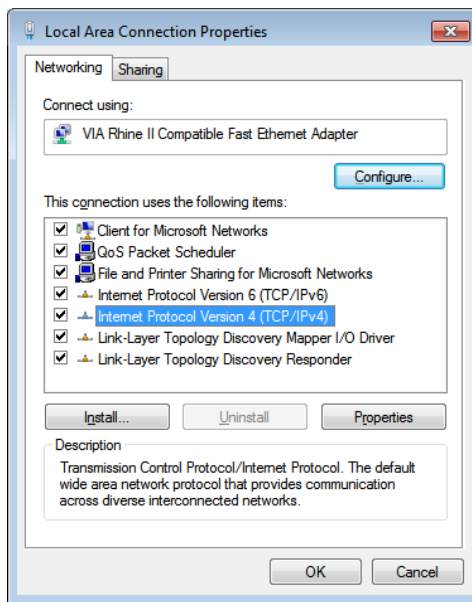 Local Area Connection Properties
Networking Sharing
Connect using:
VIA Rhine II Compatible Fast Ethernet Adapter
Configure...
This connection uses the following items:
Client for Microsoft Networks
QoS Packet Scheduler
File and Printer Sharing for Microsoft Networks
Internet Protocol Version 6 (TCP/IPv6)
Internet Protocol Version 4 (TCP/IPv4)
Link-Layer Topology Discovery Mapper I/O Driver
Link-Layer Topology Discovery Responder
Install... Uninstall Properties
Description
Transmission Control Protocol/Internet Protocol. The default
wide area network protocol that provides communication
across diverse interconnected networks.
OK Cancel